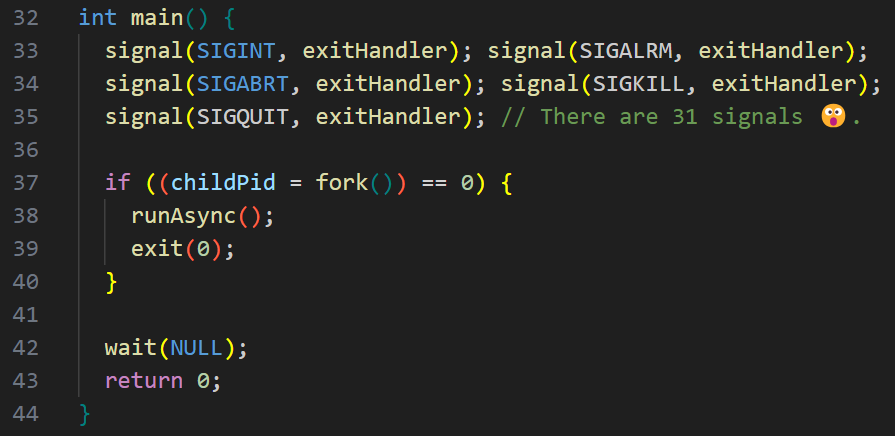 32 int main() {
33 signal(SIGINT, exitHandler); signal(SIGALRM, exitHandler);
34 signal(SIGABRT, exitHandler); signal(SIGKILL, exitHandler);
35 signal(SIGQUIT, exitHandler); // There are 31 signals 😲.
36
37 if ((childPid = fork()) == 0) {
38 runAsync();
39 exit(0);
40 }
41
42 wait(NULL);
43 return 0;
44 }